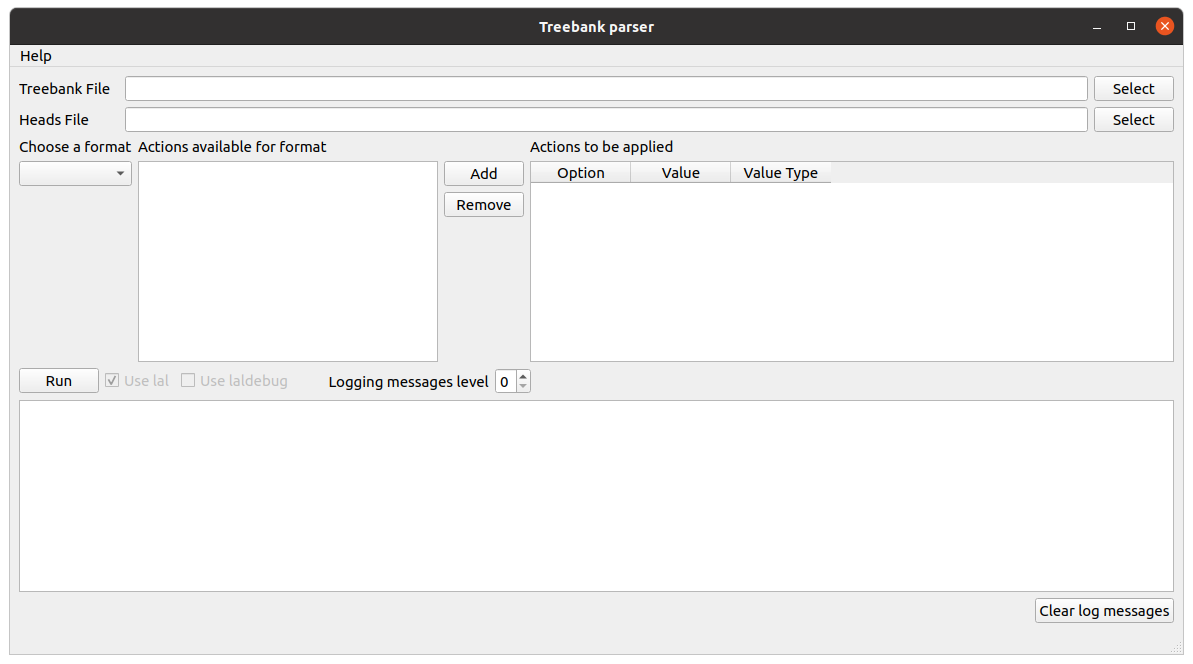 Treebank parser
Help
Treebank File Select
Heads File Select
Choose a format Actions available for format Actions to be applied
Add Option Value Value Type
Remove
Run Use lal Use laldebug Logging messages level 0
Clear log messages